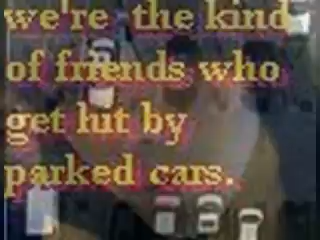 we're the kind
of friends who
get hit by
parked cars.